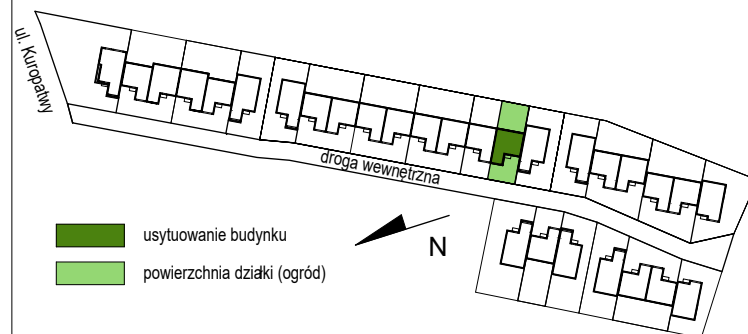 ul. Kuropatwy
droga wewnętrzna
usytuowanie budynku
N
powierzchnia działki (ogród)